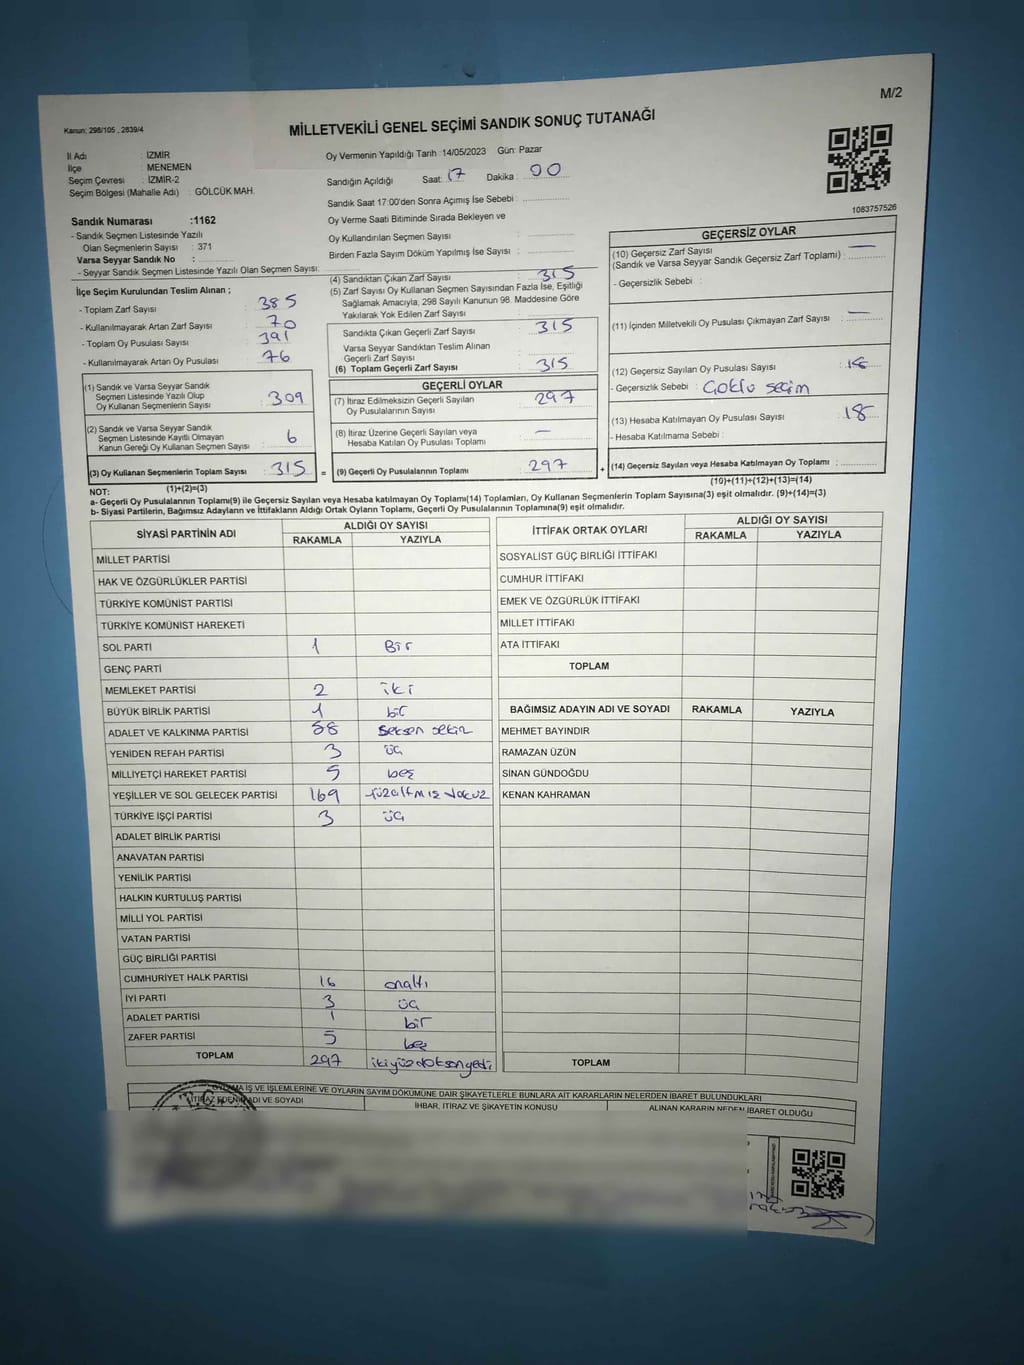 M/2
Kanun: 298/105 , 2839/4
MİLLETVEKİLİ GENEL SEÇİMİ SANDIK SONUÇ TUTANAĞI
İl Adı : İZMİR
İlçe : MENEMEN
Seçim Çevresi : İZMİR-2
Seçim Bölgesi (Mahalle Adı) : GÖLCÜK MAH.
Oy Vermenin Yapıldığı Tarih :14/05/2023 Gün: Pazar
Sandığın Açıldığı Saat: 17 Dakika : 00
Sandık Saat 17:00'den Sonra Açımış İse Sebebi :
Oy Verme Saati Bitiminde Sırada Bekleyen ve
Oy Kullandırılan Seçmen Sayısı :
Birden Fazla Sayım Döküm Yapılmış İse Sayısı :
1083757526
Sandık Numarası :1162
- Sandık Seçmen Listesinde Yazılı
Olan Seçmenlerin Sayısı : 371
Varsa Seyyar Sandık No :
- Seyyar Sandık Seçmen Listesinde Yazılı Olan Seçmen Sayısı:
İlçe Seçim Kurulundan Teslim Alınan ;
- Toplam Zarf Sayısı : 385
- Kullanılmayarak Artan Zarf Sayısı : 70
- Toplam Oy Pusulası Sayısı : 391
- Kullanılmayarak Artan Oy Pusulası : 76
(1) Sandık ve Varsa Seyyar Sandık
Seçmen Listesinde Yazılı Olup
Oy Kullanan Seçmenlerin Sayısı : 309
(2) Sandık ve Varsa Seyyar Sandık
Seçmen Listesinde Kayıtlı Olmayan
Kanun Gereği Oy Kullanan Seçmen Sayısı : 6
(3) Oy Kullanan Seçmenlerin Toplam Sayısı : 315
(1)+(2)=(3)
(4) Sandıktan Çıkan Zarf Sayısı : 315
(5) Zarf Sayısı Oy Kullanan Seçmen Sayısından Fazla İse, Eşitliği
Sağlamak Amacıyla, 298 Sayılı Kanunun 98. Maddesine Göre
Yakılarak Yok Edilen Zarf Sayısı :
Sandıkta Çıkan Geçerli Zarf Sayısı : 315
Varsa Seyyar Sandıktan Teslim Alınan
Geçerli Zarf Sayısı :
(6) Toplam Geçerli Zarf Sayısı : 315
GEÇERLİ OYLAR
(7) İtiraz Edilmeksizin Geçerli Sayılan
Oy Pusulalarının Sayısı : 297
(8) İtiraz Üzerine Geçerli Sayılan veya
Hesaba Katılan Oy Pusulası Toplamı : —
= (9) Geçerli Oy Pusulalarının Toplamı : 297
GEÇERSİZ OYLAR
(10) Geçersiz Zarf Sayısı : —
(Sandık ve Varsa Seyyar Sandık Geçersiz Zarf Toplamı) :
- Geçersizlik Sebebi :
(11) İçinden Milletvekili Oy Pusulası Çıkmayan Zarf Sayısı : —
(12) Geçersiz Sayılan Oy Pusulası Sayısı :
- Geçersizlik Sebebi : Çoklu seçim
(13) Hesaba Katılmayan Oy Pusulası Sayısı : 18
- Hesaba Katılmama Sebebi :
+ (14) Geçersiz Sayılan veya Hesaba Katılmayan Oy Toplamı :
(10)+(11)+(12)+(13)=(14)
NOT:
a- Geçerli Oy Pusulalarının Toplamı(9) ile Geçersiz Sayılan veya Hesaba katılmayan Oy Toplamı(14) Toplamları, Oy Kullanan Seçmenlerin Toplam Sayısına(3) eşit olmalıdır. (9)+(14)=(3)
b- Siyasi Partilerin, Bağımsız Adayların ve İttifakların Aldığı Ortak Oyların Toplamı, Geçerli Oy Pusulalarının Toplamına(9) eşit olmalıdır.
SİYASİ PARTİNİN ADI ALDIĞI OY SAYISI
RAKAMLA YAZIYLA
MİLLET PARTİSİ
HAK VE ÖZGÜRLÜKLER PARTİSİ
TÜRKİYE KOMÜNİST PARTİSİ
TÜRKİYE KOMÜNİST HAREKETİ
SOL PARTİ 1 Bir
GENÇ PARTİ
MEMLEKET PARTİSİ 2 iki
BÜYÜK BİRLİK PARTİSİ 1 bir
ADALET VE KALKINMA PARTİSİ 88 seksen sekiz
YENİDEN REFAH PARTİSİ 3 üç
MİLLİYETÇİ HAREKET PARTİSİ 5 beş
YEŞİLLER VE SOL GELECEK PARTİSİ 169 yüzaltmış dokuz
TÜRKİYE İŞÇİ PARTİSİ 3 üç
ADALET BİRLİK PARTİSİ
ANAVATAN PARTİSİ
YENİLİK PARTİSİ
HALKIN KURTULUŞ PARTİSİ
MİLLİ YOL PARTİSİ
VATAN PARTİSİ
GÜÇ BİRLİĞİ PARTİSİ
CUMHURİYET HALK PARTİSİ 16 onaltı
İYİ PARTİ 3 üç
ADALET PARTİSİ 1 bir
ZAFER PARTİSİ 5 beş
TOPLAM 297 ikiyüzdoksanyedi
İTTİFAK ORTAK OYLARI ALDIĞI OY SAYISI
RAKAMLA YAZIYLA
SOSYALİST GÜÇ BİRLİĞİ İTTİFAKI
CUMHUR İTTİFAKI
EMEK VE ÖZGÜRLÜK İTTİFAKI
MİLLET İTTİFAKI
ATA İTTİFAKI
TOPLAM
BAĞIMSIZ ADAYIN ADI VE SOYADI RAKAMLA YAZIYLA
MEHMET BAYINDIR
RAMAZAN ÜZÜN
SİNAN GÜNDOĞDU
KENAN KAHRAMAN
TOPLAM
İŞ VE İŞLEMLERİNE VE OYLARIN SAYIM DÖKÜMÜNE DAİR ŞİKAYETLERLE BUNLARA AİT KARARLARIN NELERDEN İBARET BULUNDUKLARI
İTİRAZ EDENİN ADI VE SOYADI
İHBAR, İTİRAZ VE ŞİKAYETİN KONUSU
ALINAN KARARIN NEDEN İBARET OLDUĞU